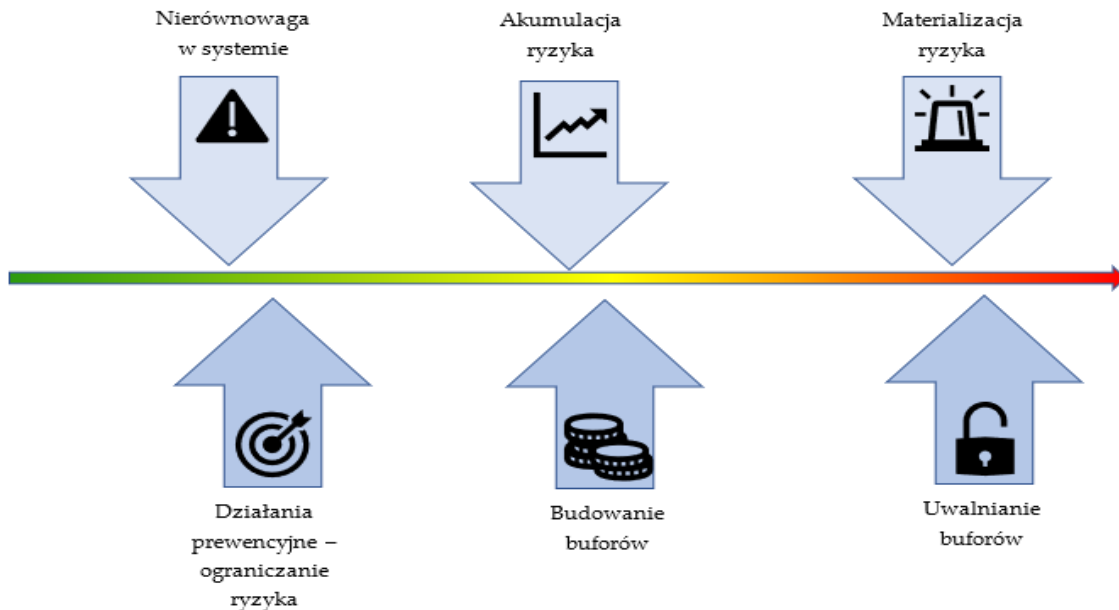 Nierównowaga
w systemie
Akumulacja
ryzyka
Materializacja
ryzyka
Działania
prewencyjne –
ograniczanie
ryzyka
Budowanie
buforów
Uwalnianie
buforów